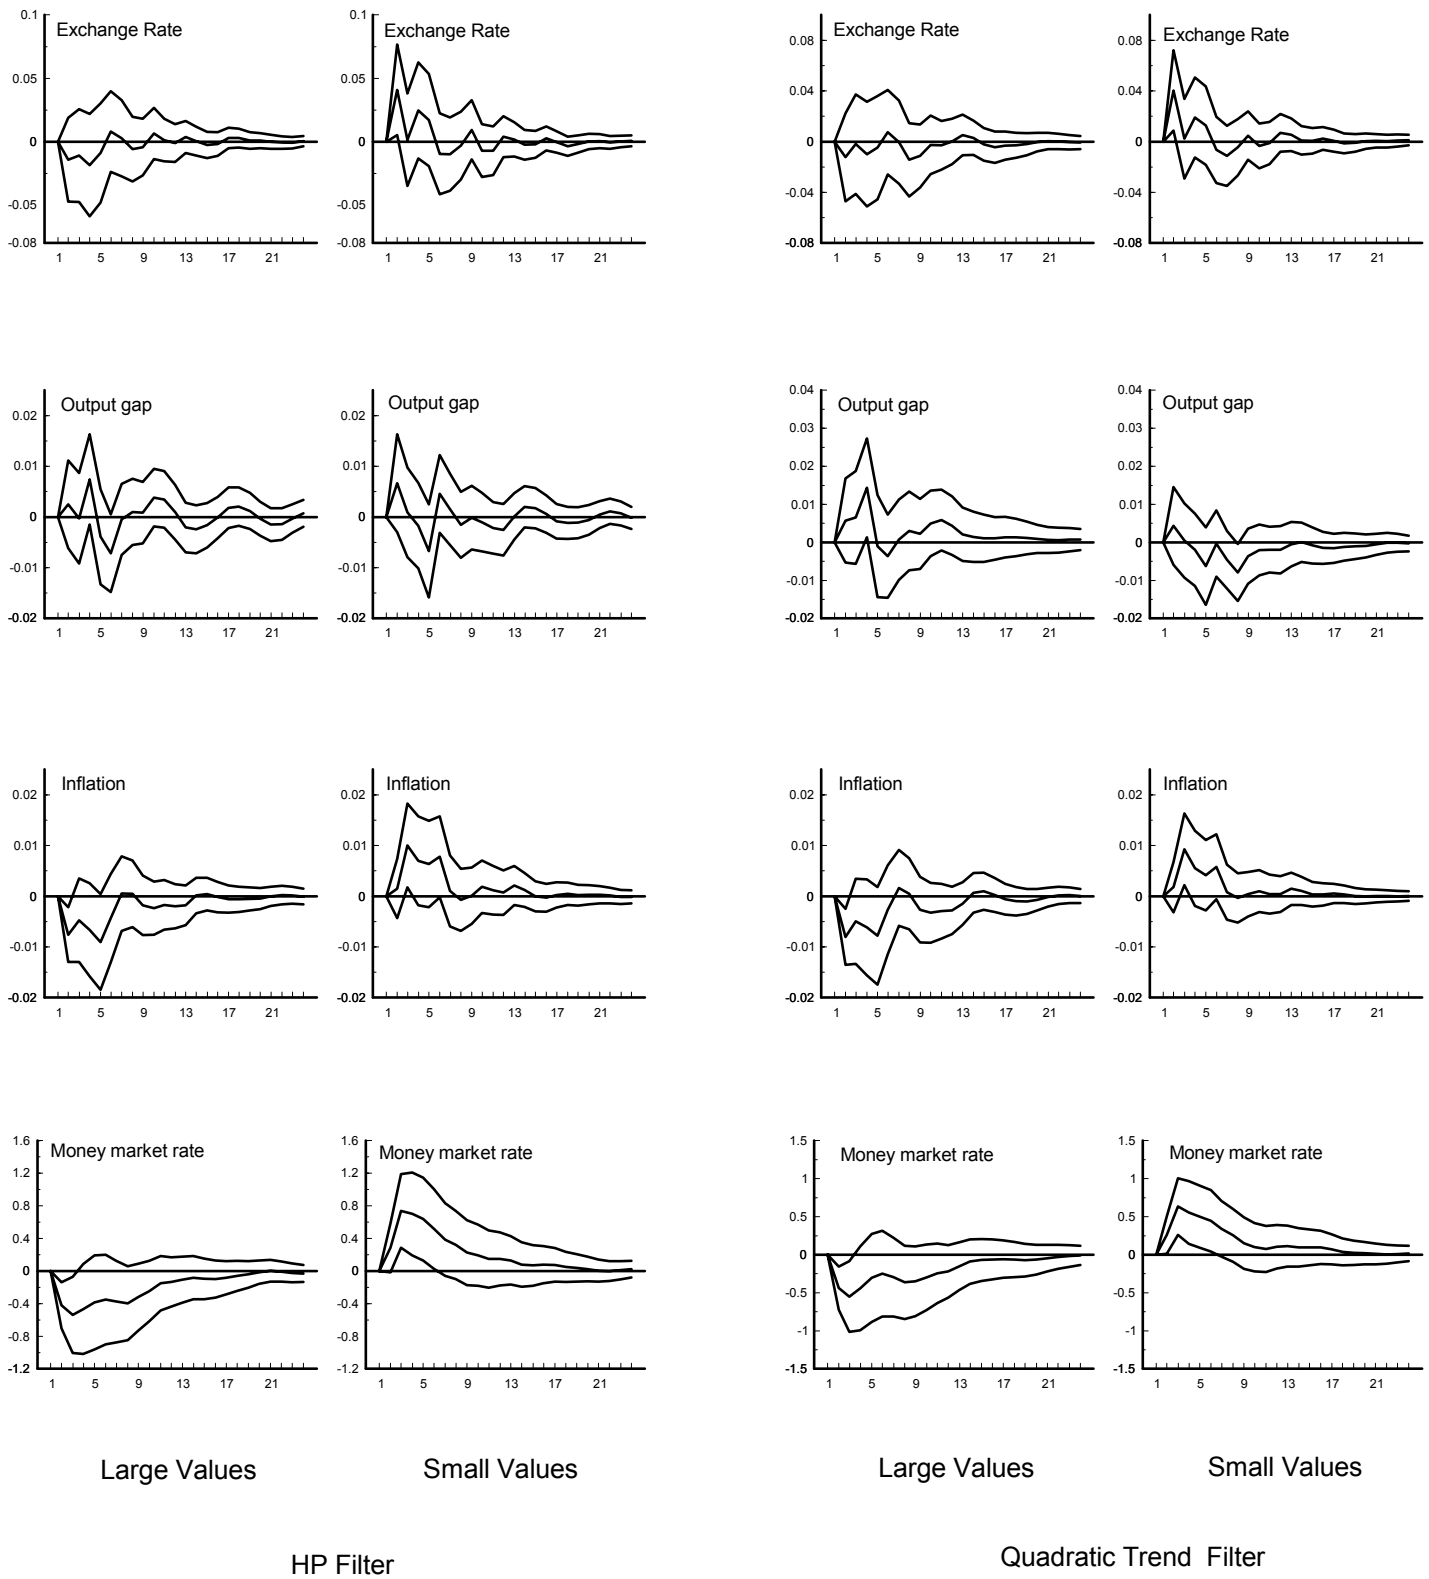 Exchange Rate
0.1
0.05
0
-0.05
-0.08
1 5 9 13 17 21
Exchange Rate
0.1
0.05
0
-0.05
-0.08
1 5 9 13 17 21
Exchange Rate
0.08
0.04
0
-0.04
-0.08
1 5 9 13 17 21
Exchange Rate
0.08
0.04
0
-0.04
-0.08
1 5 9 13 17 21
Output gap
0.02
0.01
0
-0.01
-0.02
1 5 9 13 17 21
Output gap
0.02
0.01
0
-0.01
-0.02
1 5 9 13 17 21
Output gap
0.04
0.03
0.02
0.01
0
-0.01
-0.02
1 5 9 13 17 21
Output gap
0.04
0.03
0.02
0.01
0
-0.01
-0.02
1 5 9 13 17 21
Inflation
0.02
0.01
0
-0.01
-0.02
1 5 9 13 17 21
Inflation
0.02
0.01
0
-0.01
-0.02
1 5 9 13 17 21
Inflation
0.02
0.01
0
-0.01
-0.02
1 5 9 13 17 21
Inflation
0.02
0.01
0
-0.01
-0.02
1 5 9 13 17 21
Money market rate
1.6
1.2
0.8
0.4
0
-0.4
-0.8
-1.2
1 5 9 13 17 21
Money market rate
1.6
1.2
0.8
0.4
0
-0.4
-0.8
-1.2
1 5 9 13 17 21
Money market rate
1.5
1
0.5
0
-0.5
-1
-1.5
1 5 9 13 17 21
Money market rate
1.5
1
0.5
0
-0.5
-1
-1.5
1 5 9 13 17 21
Large Values
Small Values
Large Values
Small Values
HP Filter
Quadratic Trend Filter